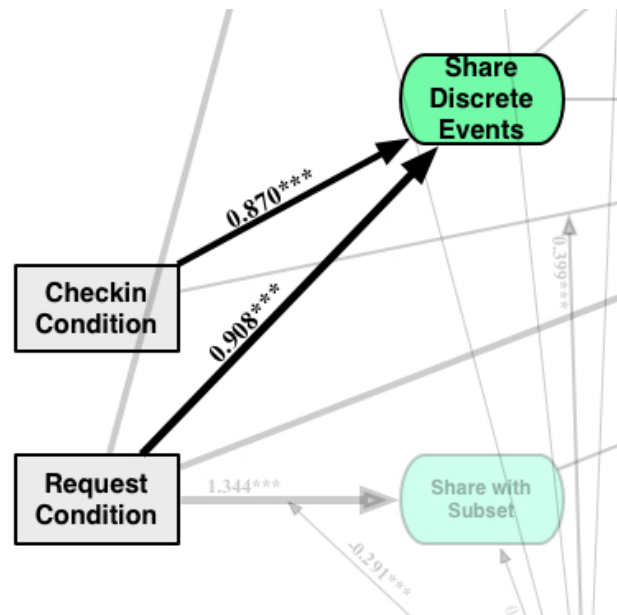 Share
Discrete
Events
0.870***
0.399***
Checkin
Condition
0.908***
Request
Condition
1.344***
Share with
Subset
-0.291***